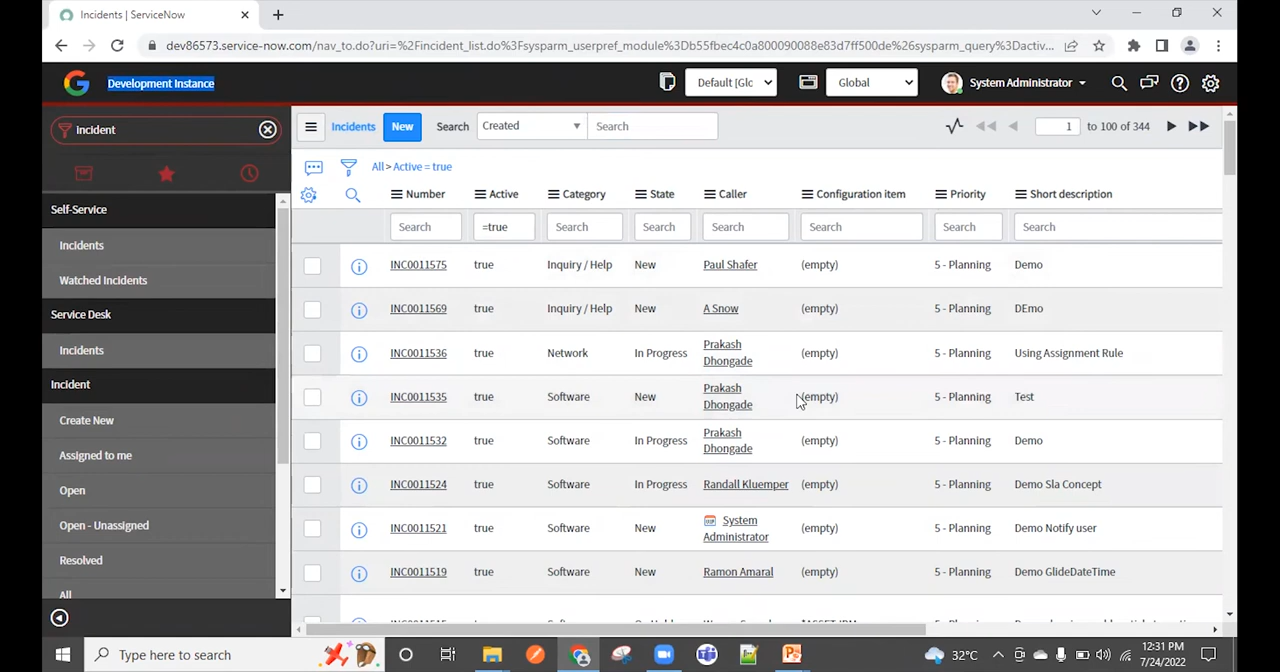 Incidents | ServiceNow
dev86573.service-now.com/nav_to.do?uri=%2Fincident_list.do%3Fsysparm_userpref_module%3Db55fbec4c0a800090088e83d7ff500de%26sysparm_query%3Dactiv...
Development Instance
Default [Glc
Global
System Administrator
Incident
Incidents
New
Search
Created
Search
1
to 100 of 344
All > Active = true
Self-Service
Incidents
Watched Incidents
Service Desk
Incidents
Incident
Create New
Assigned to me
Open
Open - Unassigned
Resolved
All
Number Active Category State Caller Configuration item Priority Short description
Search =true Search Search Search Search Search Search
INC0011575 true Inquiry / Help New Paul Shafer (empty) 5 - Planning Demo
INC0011569 true Inquiry / Help New A Snow (empty) 5 - Planning DEmo
INC0011536 true Network In Progress Prakash Dhongade (empty) 5 - Planning Using Assignment Rule
INC0011535 true Software New Prakash Dhongade (empty) 5 - Planning Test
INC0011532 true Software In Progress Prakash Dhongade (empty) 5 - Planning Demo
INC0011524 true Software In Progress Randall Kluemper (empty) 5 - Planning Demo Sla Concept
INC0011521 true Software New System Administrator (empty) 5 - Planning Demo Notify user
INC0011519 true Software New Ramon Amaral (empty) 5 - Planning Demo GlideDateTime
Type here to search
32°C
12:31 PM
7/24/2022